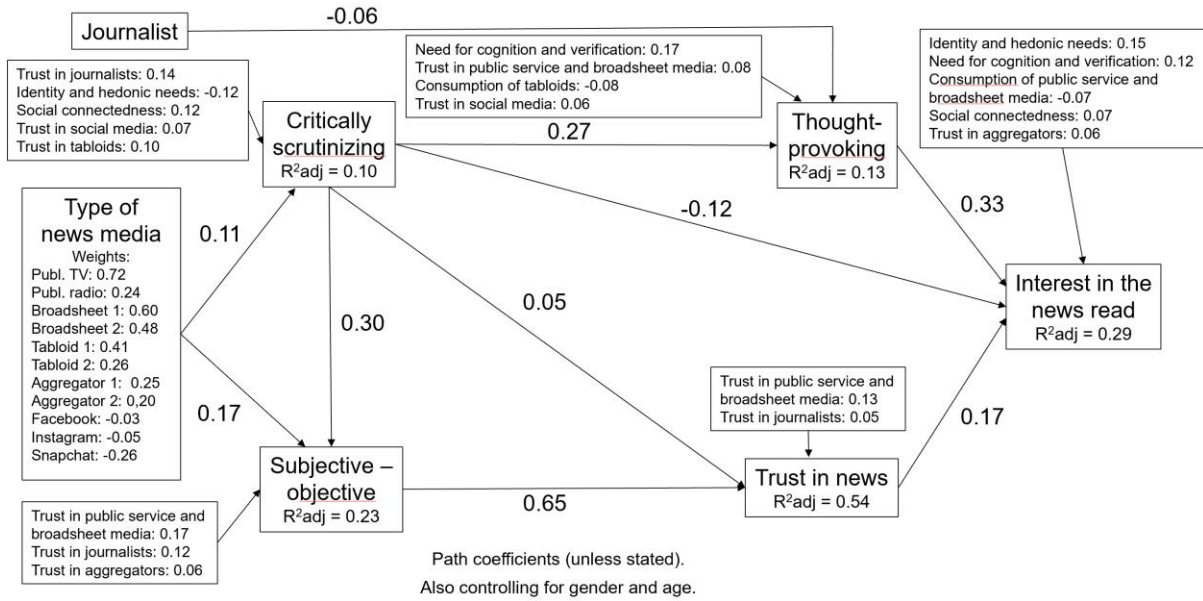 Journalist
-0.06
Trust in journalists: 0.14
Identity and hedonic needs: -0.12
Social connectedness: 0.12
Trust in social media: 0.07
Trust in tabloids: 0.10
Need for cognition and verification: 0.17
Trust in public service and broadsheet media: 0.08
Consumption of tabloids: -0.08
Trust in social media: 0.06
Identity and hedonic needs: 0.15
Need for cognition and verification: 0.12
Consumption of public service and
broadsheet media: -0.07
Social connectedness: 0.07
Trust in aggregators: 0.06
Critically
scrutinizing
R²adj = 0.10
0.27
Thought-
provoking
R²adj = 0.13
-0.12
0.33
Type of
news media
Weights:
Publ. TV: 0.72
Publ. radio: 0.24
Broadsheet 1: 0.60
Broadsheet 2: 0.48
Tabloid 1: 0.41
Tabloid 2: 0.26
Aggregator 1: 0.25
Aggregator 2: 0,20
Facebook: -0.03
Instagram: -0.05
Snapchat: -0.26
0.11
0.17
0.30
0.05
Interest in the
news read
R²adj = 0.29
Trust in public service and
broadsheet media: 0.13
Trust in journalists: 0.05
0.17
Subjective –
objective
R²adj = 0.23
0.65
Trust in news
R²adj = 0.54
Trust in public service and
broadsheet media: 0.17
Trust in journalists: 0.12
Trust in aggregators: 0.06
Path coefficients (unless stated).
Also controlling for gender and age.